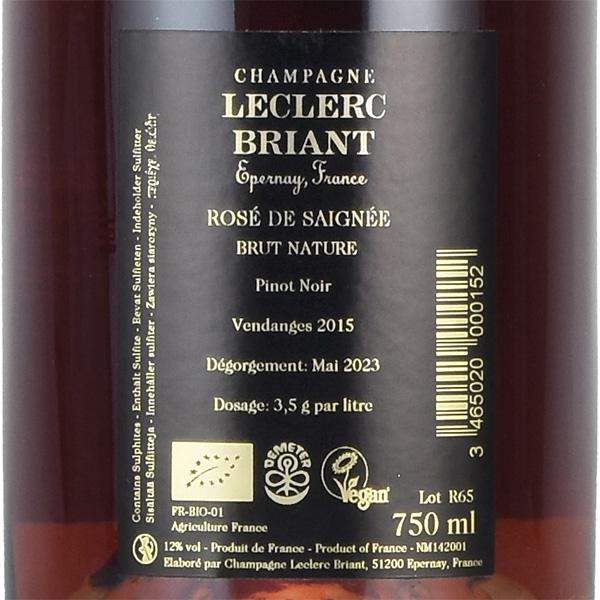 CHAMPAGNE
LECLERC
BRIANT
Epernay, France
ROSÉ DE SAIGNÉE
BRUT NATURE
Pinot Noir
Vendanges 2015
Dégorgement: Mai 2023
Dosage: 3,5 g par litre
Contains Sulphites - Enthält Sulfite - Bevat Sulfieten - Indeholder Sulfitter
Sisaltaa Sulfiitteja - Innehåller sulfiter - Zawiera siarczyny -
3 465020 000152
DEMETER
Vegan
FR-BIO-01
Agriculture France
Lot R65
750 ml
12% vol - Produit de France - Product of France - NM142001
Elaboré par Champagne Leclerc Briant, 51200 Epernay, France